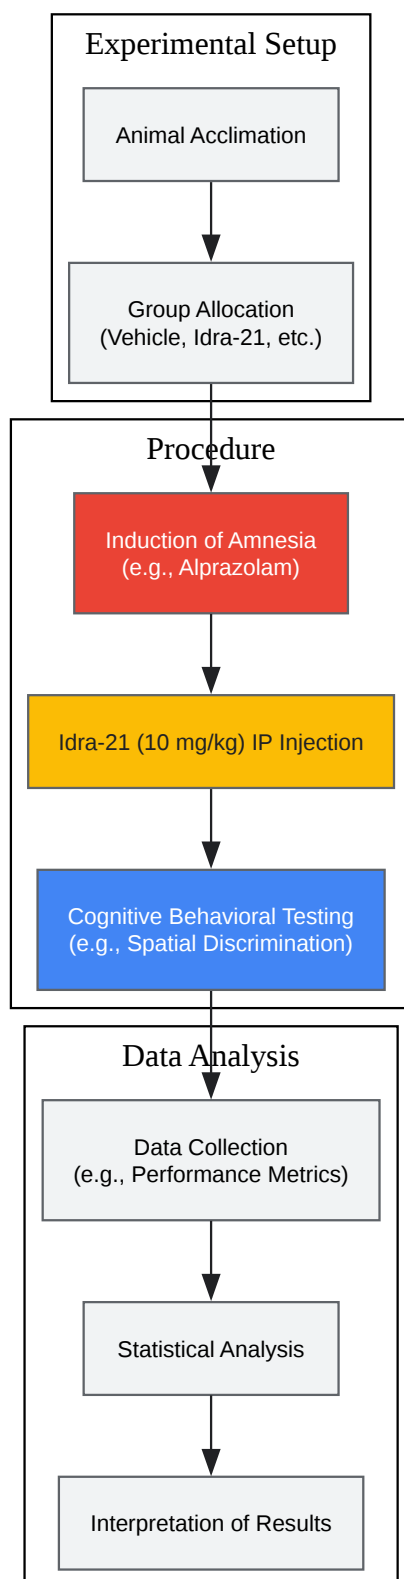 Experimental Setup
Animal Acclimation
Group Allocation
(Vehicle, Idra-21, etc.)
Procedure
Induction of Amnesia
(e.g., Alprazolam)
Idra-21 (10 mg/kg) IP Injection
Cognitive Behavioral Testing
(e.g., Spatial Discrimination)
Data Analysis
Data Collection
(e.g., Performance Metrics)
Statistical Analysis
Interpretation of Results